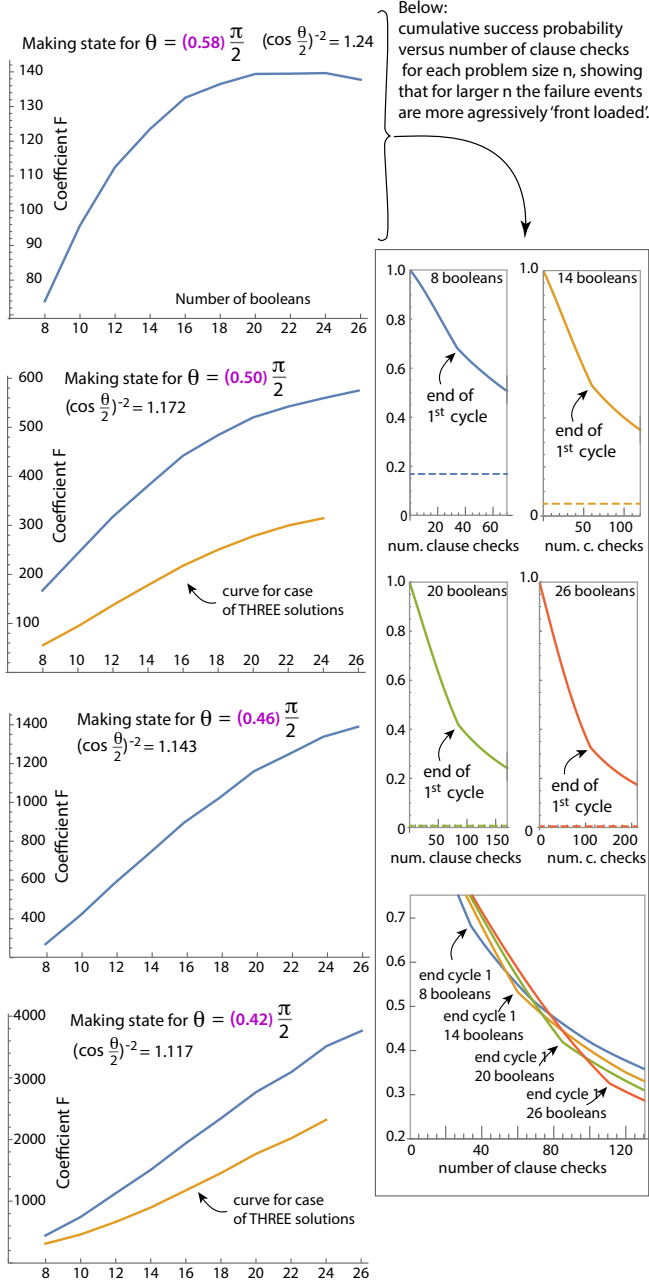 Making state for θ = (0.58) π/2 (cos θ/2)⁻² = 1.24
Coefficient F
140
130
120
110
100
90
80
Number of booleans
8 10 12 14 16 18 20 22 24 26
Making state for θ = (0.50) π/2
(cos θ/2)⁻² = 1.172
Coefficient F
600
500
400
300
200
100
curve for case
of THREE solutions
8 10 12 14 16 18 20 22 24 26
Making state for θ = (0.46) π/2
(cos θ/2)⁻² = 1.143
Coefficient F
1400
1200
1000
800
600
400
8 10 12 14 16 18 20 22 24 26
Making state for θ = (0.42) π/2
(cos θ/2)⁻² = 1.117
Coefficient F
4000
3000
2000
1000
curve for case
of THREE solutions
8 10 12 14 16 18 20 22 24 26
Below:
cumulative success probability
versus number of clause checks
for each problem size n, showing
that for larger n the failure events
are more agressively ‘front loaded’.
8 booleans
1.0
0.8
0.6
0.4
0.2
0
end of
1st cycle
20 40 60
num. clause checks
14 booleans
1.0
0
end of
1st cycle
50 100
num. c. checks
20 booleans
1.0
0.8
0.6
0.4
0.2
0
end of
1st cycle
50 100 150
num. clause checks
26 booleans
1.0
0
end of
1st cycle
0 100 200
num. c. checks
0.7
0.6
0.5
0.4
0.3
0.2
end cycle 1
8 booleans
end cycle 1
14 booleans
end cycle 1
20 booleans
end cycle 1
26 booleans
0 40 80 120
number of clause checks